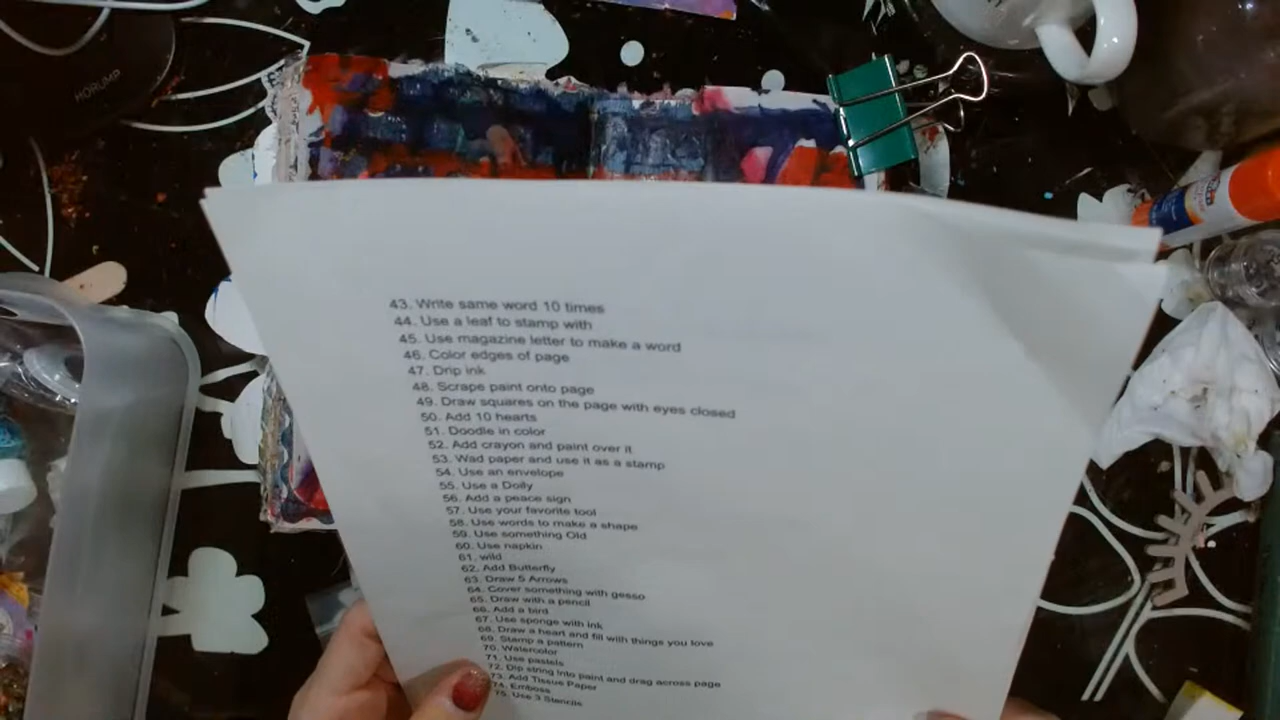 HORUMP
43. Write same word 10 times
44. Use a leaf to stamp with
45. Use magazine letter to make a word
46. Color edges of page
47. Drip ink
48. Scrape paint onto page
49. Draw squares on the page with eyes closed
50. Add 10 hearts
51. Doodle in color
52. Add crayon and paint over it
53. Wad paper and use it as a stamp
54. Use an envelope
55. Use a Doily
56. Add a peace sign
57. Use your favorite tool
58. Use words to make a shape
59. Use something Old
60. Use napkin
61. wild
62. Add Butterfly
63. Draw 5 Arrows
64. Cover something with gesso
65. Draw with a pencil
66. Add a bird
67. Use sponge with ink
68. Draw a heart and fill with things you love
69. Stamp a pattern
70. Watercolor
71. Use pastels
72. Dip string into paint and drag across page
73. Add Tissue Paper
74. Emboss
75. Use 3 Stencils